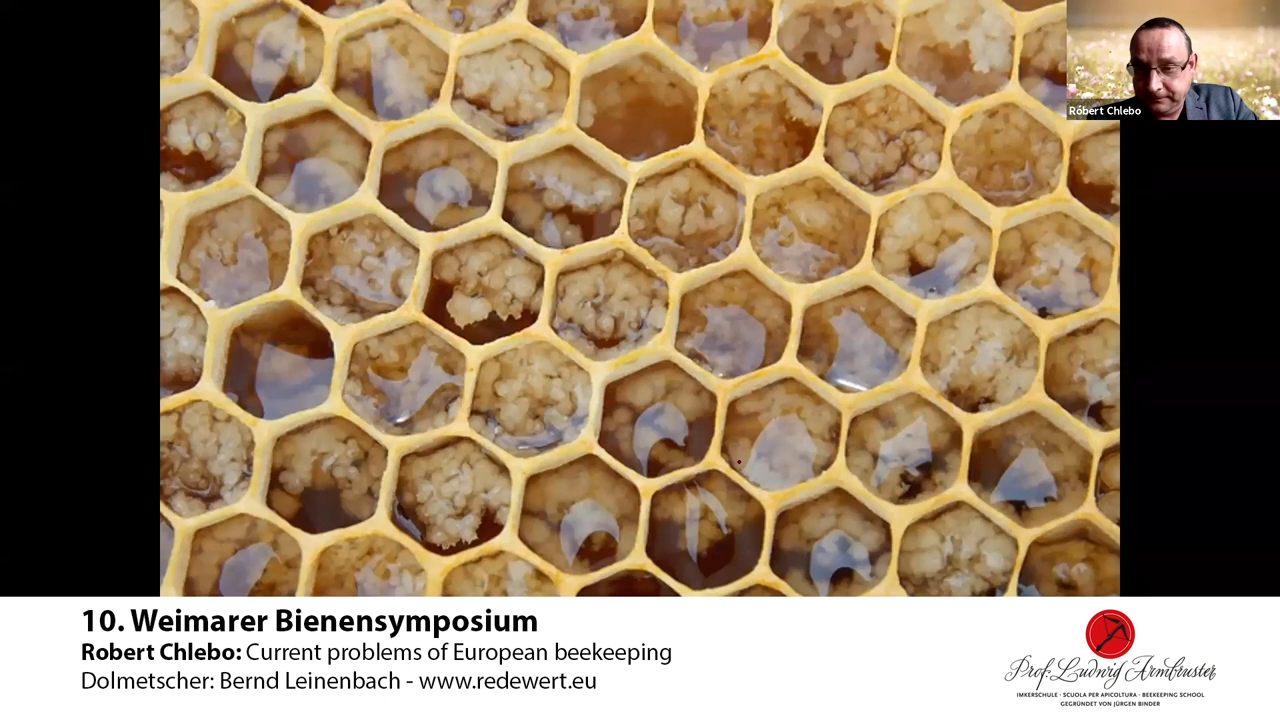 Róbert Chlebo
10. Weimarer Bienensymposium
Robert Chlebo: Current problems of European beekeeping
Dolmetscher: Bernd Leinenbach - www.redewert.eu
Prof. Ludwig Armbruster
IMKERSCHULE · SCUOLA PER APICOLTURA · BEEKEEPING SCHOOL
GEGRÜNDET VON JÜRGEN BINDER